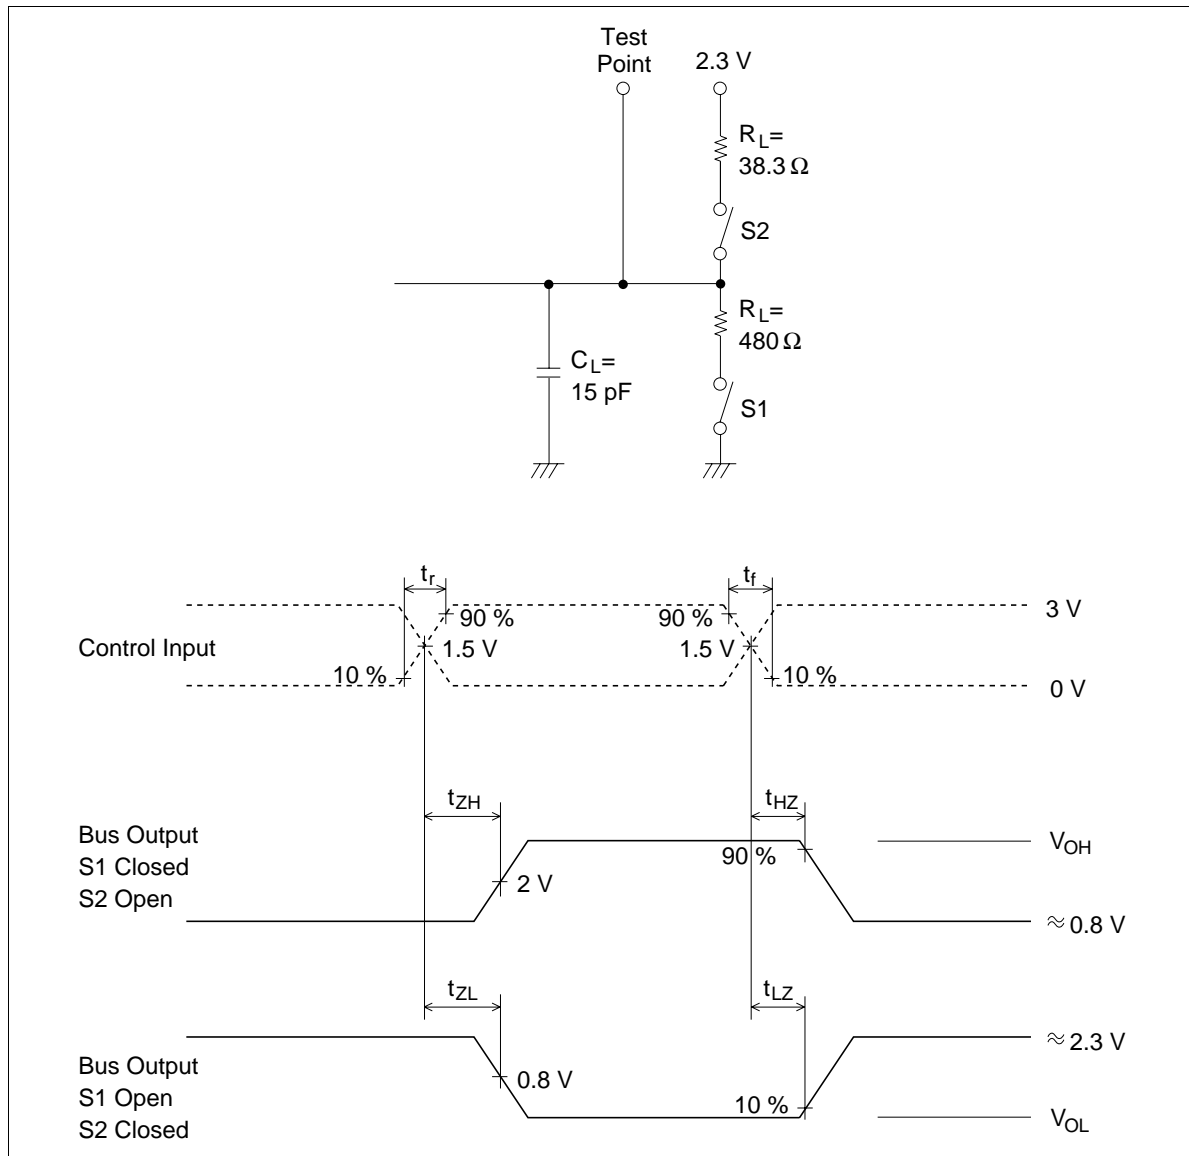 Test
Point
2.3 V
RL=
38.3 Ω
S2
RL=
480 Ω
CL=
15 pF
S1
tr
tf
90 %
90 %
3 V
Control Input
1.5 V
1.5 V
10 %
10 %
0 V
tZH
tHZ
Bus Output
S1 Closed
S2 Open
90 %
VOH
2 V
≈ 0.8 V
tZL
tLZ
≈ 2.3 V
Bus Output
S1 Open
S2 Closed
0.8 V
10 %
VOL